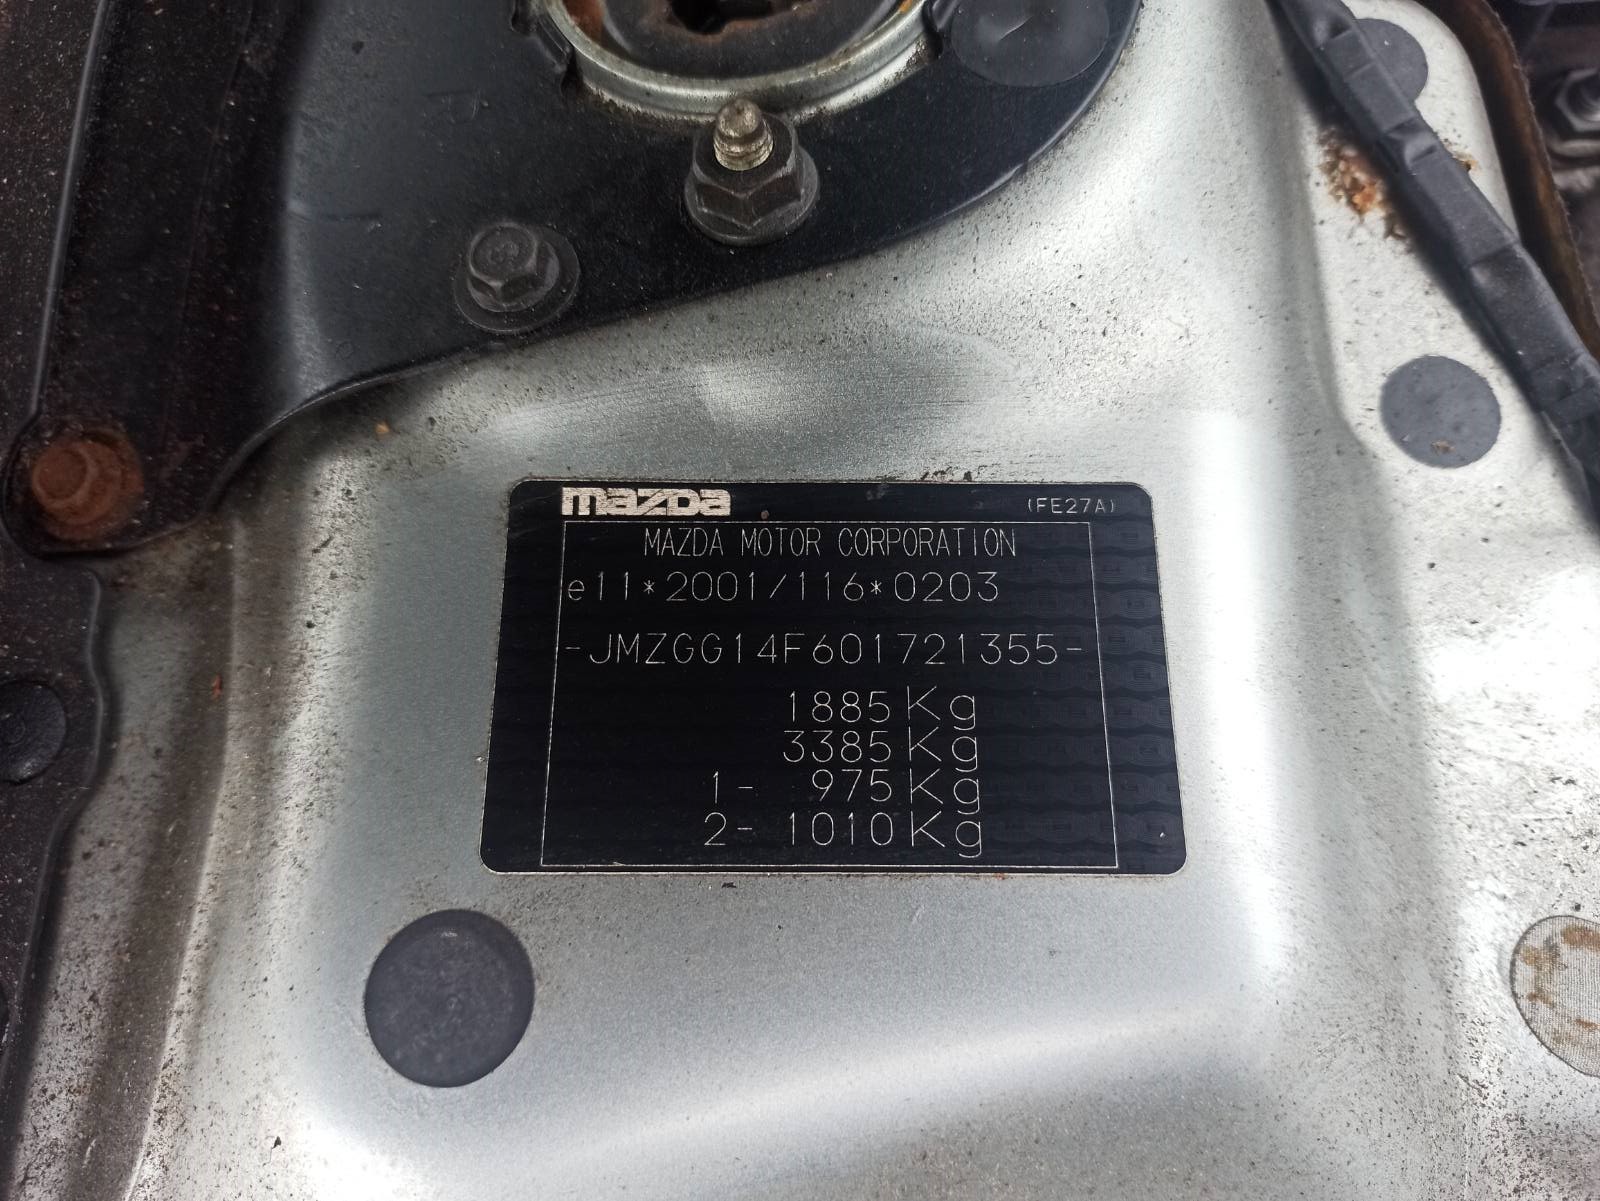 mazda (FE27A)
MAZDA MOTOR CORPORATION
e11*2001/116*0203
-JMZGG14F601721355-
1885Kg
3385Kg
1- 975Kg
2- 1010Kg